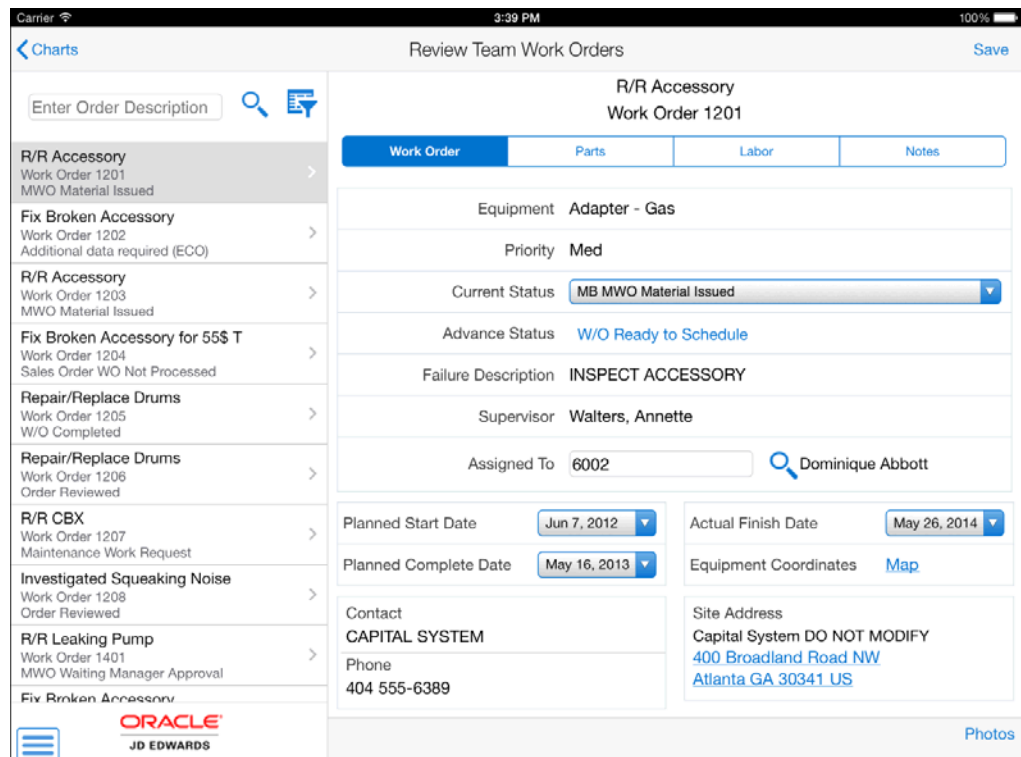 Carrier 3:39 PM 100%
Charts Review Team Work Orders Save
Enter Order Description
R/R Accessory
Work Order 1201
MWO Material Issued
Fix Broken Accessory
Work Order 1202
Additional data required (ECO)
R/R Accessory
Work Order 1203
MWO Material Issued
Fix Broken Accessory for 55$ T
Work Order 1204
Sales Order WO Not Processed
Repair/Replace Drums
Work Order 1205
W/O Completed
Repair/Replace Drums
Work Order 1206
Order Reviewed
R/R CBX
Work Order 1207
Maintenance Work Request
Investigated Squeaking Noise
Work Order 1208
Order Reviewed
R/R Leaking Pump
Work Order 1401
MWO Waiting Manager Approval
Fix Broken Accessory
ORACLE
JD EDWARDS
R/R Accessory
Work Order 1201
Work Order Parts Labor Notes
Equipment Adapter - Gas
Priority Med
Current Status MB MWO Material Issued
Advance Status W/O Ready to Schedule
Failure Description INSPECT ACCESSORY
Supervisor Walters, Annette
Assigned To 6002 Dominique Abbott
Planned Start Date Jun 7, 2012
Planned Complete Date May 16, 2013
Actual Finish Date May 26, 2014
Equipment Coordinates Map
Contact
CAPITAL SYSTEM
Phone
404 555-6389
Site Address
Capital System DO NOT MODIFY
400 Broadland Road NW
Atlanta GA 30341 US
Photos